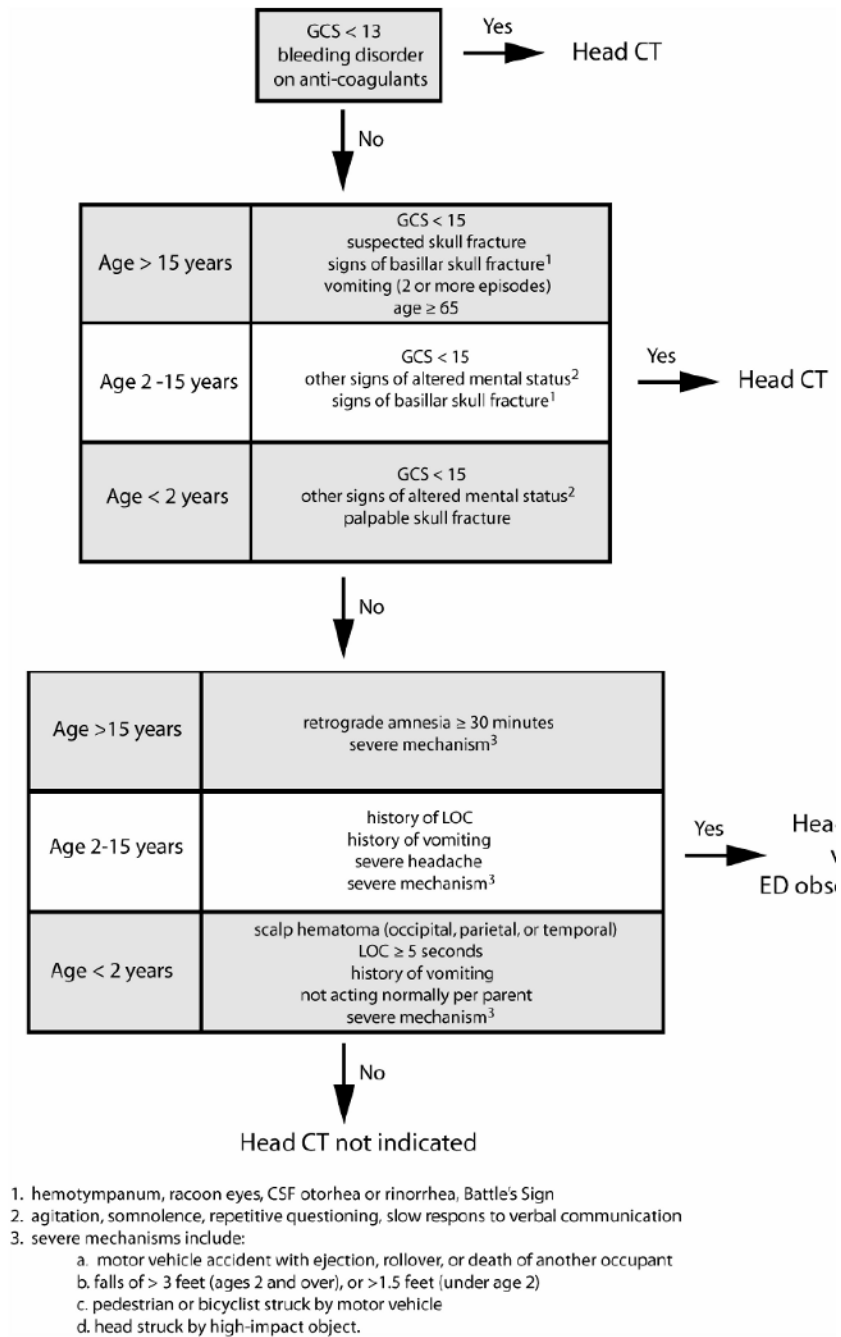 GCS < 13
bleeding disorder
on anti-coagulants
Yes
Head CT
No
Age > 15 years
GCS < 15
suspected skull fracture
signs of basillar skull fracture1
vomiting (2 or more episodes)
age ≥ 65
Age 2 -15 years
GCS < 15
other signs of altered mental status2
signs of basillar skull fracture1
Yes
Head CT
Age < 2 years
GCS < 15
other signs of altered mental status2
palpable skull fracture
No
Age >15 years
retrograde amnesia ≥ 30 minutes
severe mechanism3
Age 2-15 years
history of LOC
history of vomiting
severe headache
severe mechanism3
Yes
ED
Age < 2 years
scalp hematoma (occipital, parietal, or temporal)
LOC ≥ 5 seconds
history of vomiting
not acting normally per parent
severe mechanism3
No
Head CT not indicated
1. hemotympanum, racoon eyes, CSF otorhea or rinorrhea, Battle's Sign
2. agitation, somnolence, repetitive questioning, slow respons to verbal communication
3. severe mechanisms include:
a. motor vehicle accident with ejection, rollover, or death of another occupant
b. falls of > 3 feet (ages 2 and over), or >1.5 feet (under age 2)
c. pedestrian or bicyclist struck by motor vehicle
d. head struck by high-impact object.